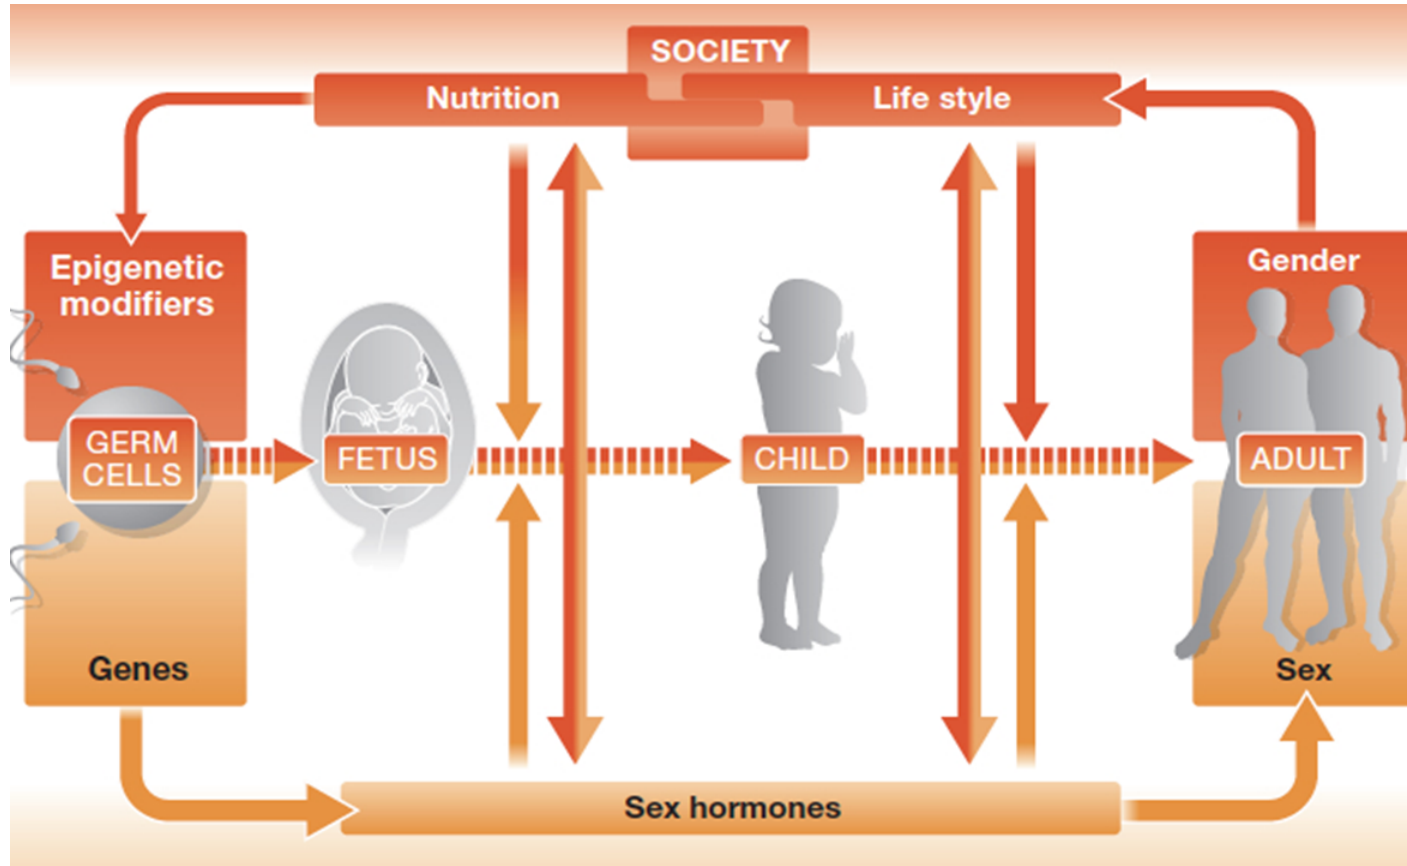 SOCIETY
Nutrition
Life style
Epigenetic
modifiers
Gender
GERM
CELLS
FETUS
CHILD
ADULT
Genes
Sex
Sex hormones